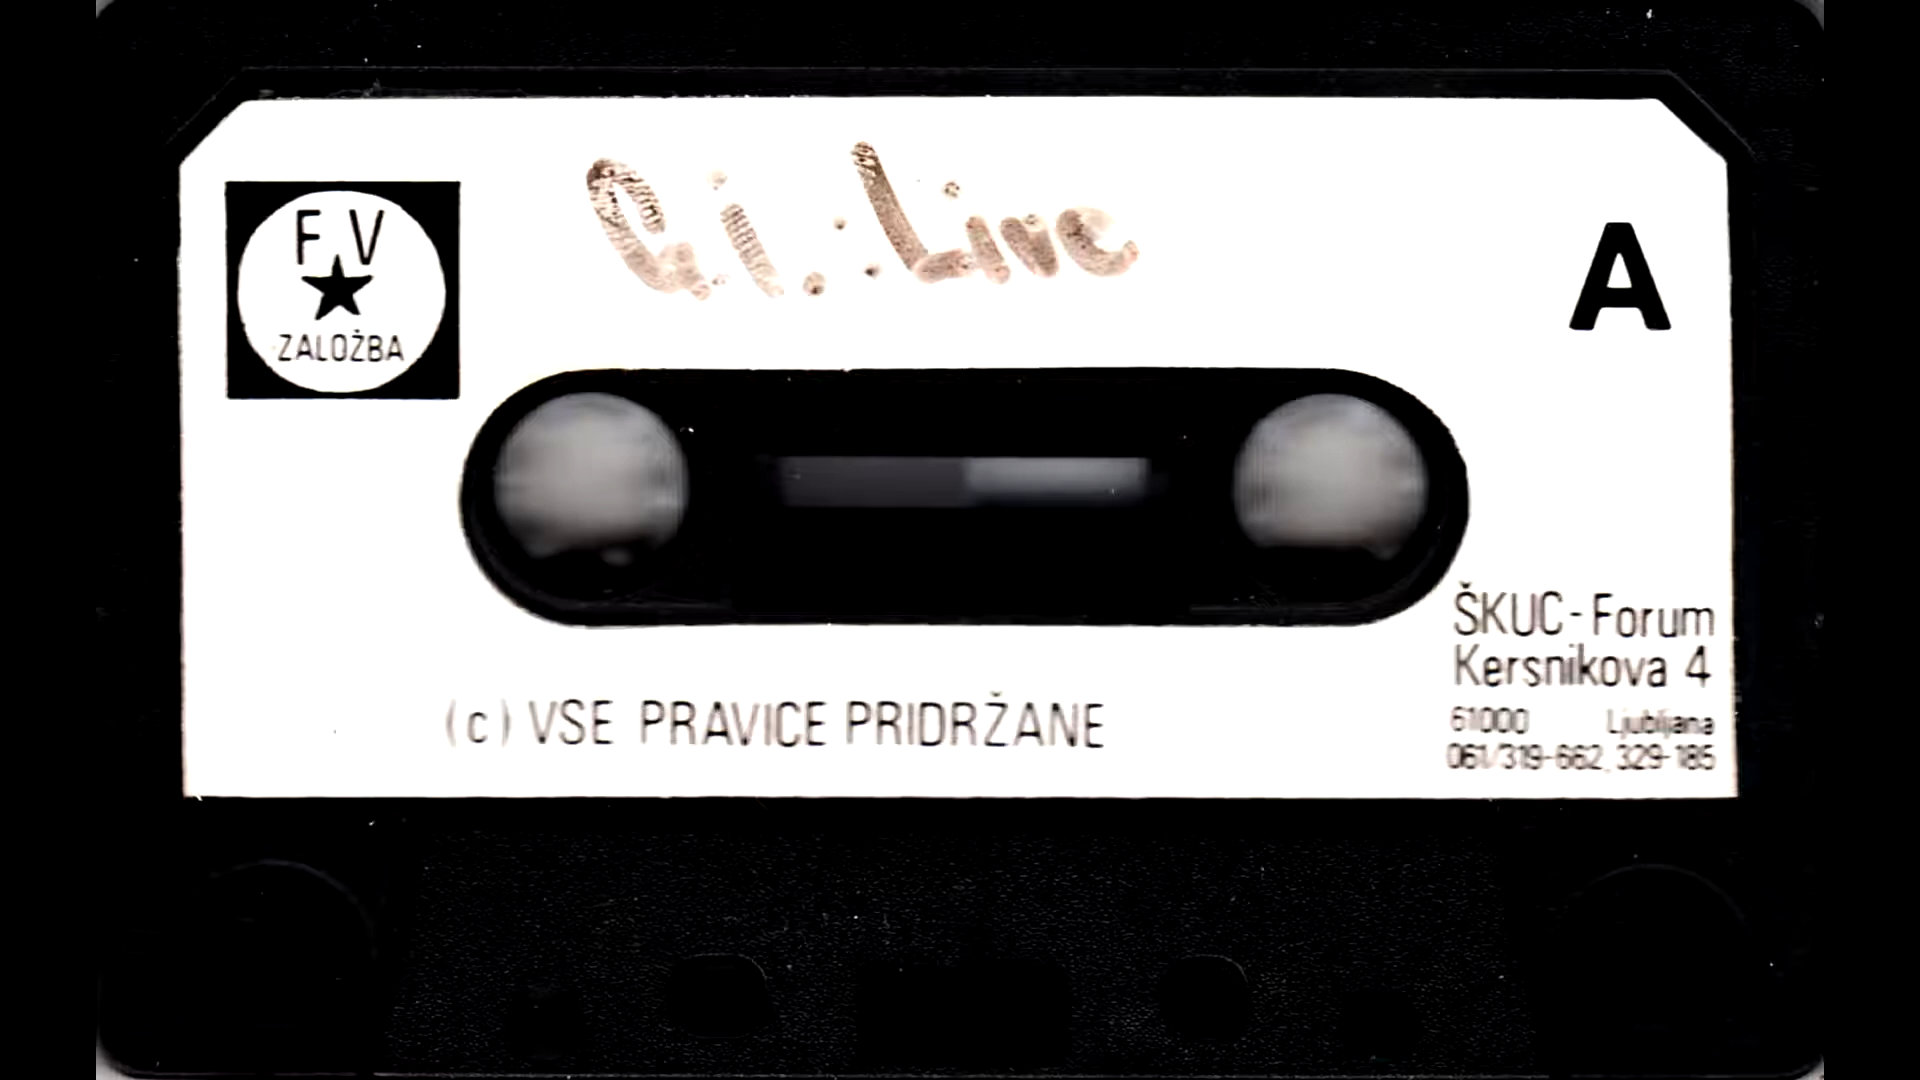 F.V
ZALOŽBA
Live
A
ŠKUC-Forum
Kersnikova 4
61000 Ljubljana
061/319-662, 329-185
(c) VSE PRAVICE PRIDRŽANE